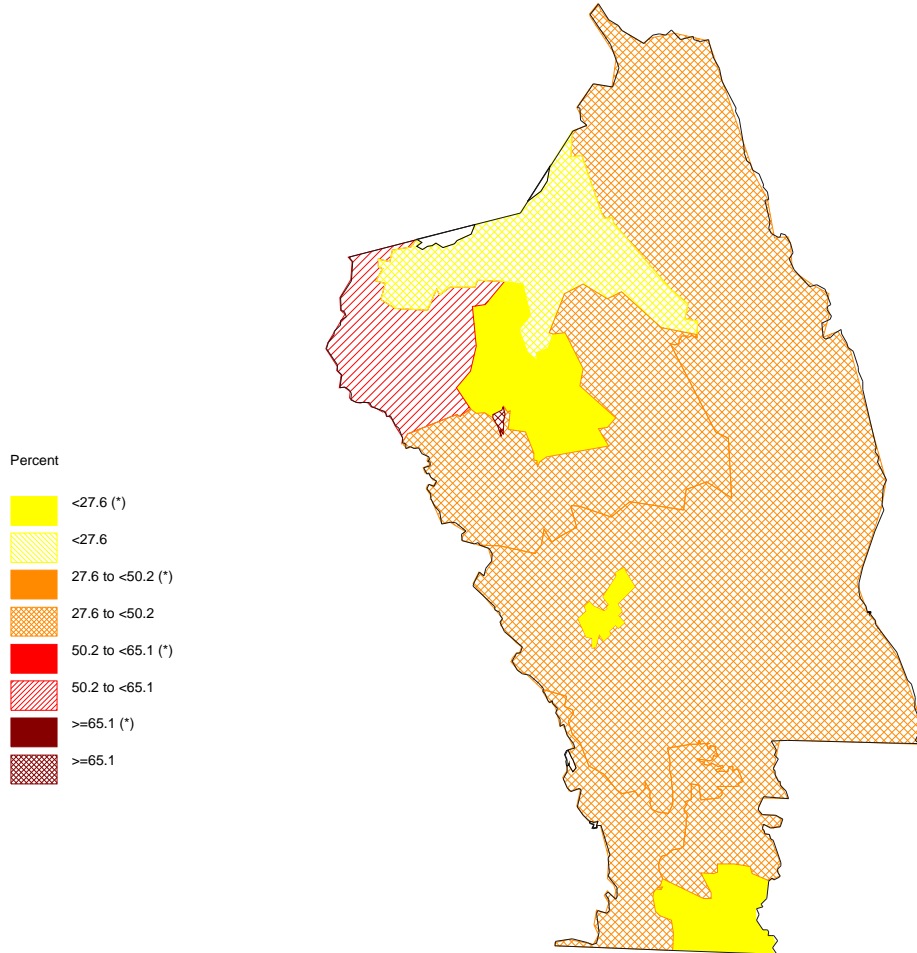 Percent
<27.6 (*)
<27.6
27.6 to <50.2 (*)
27.6 to <50.2
50.2 to <65.1 (*)
50.2 to <65.1
>=65.1 (*)
>=65.1